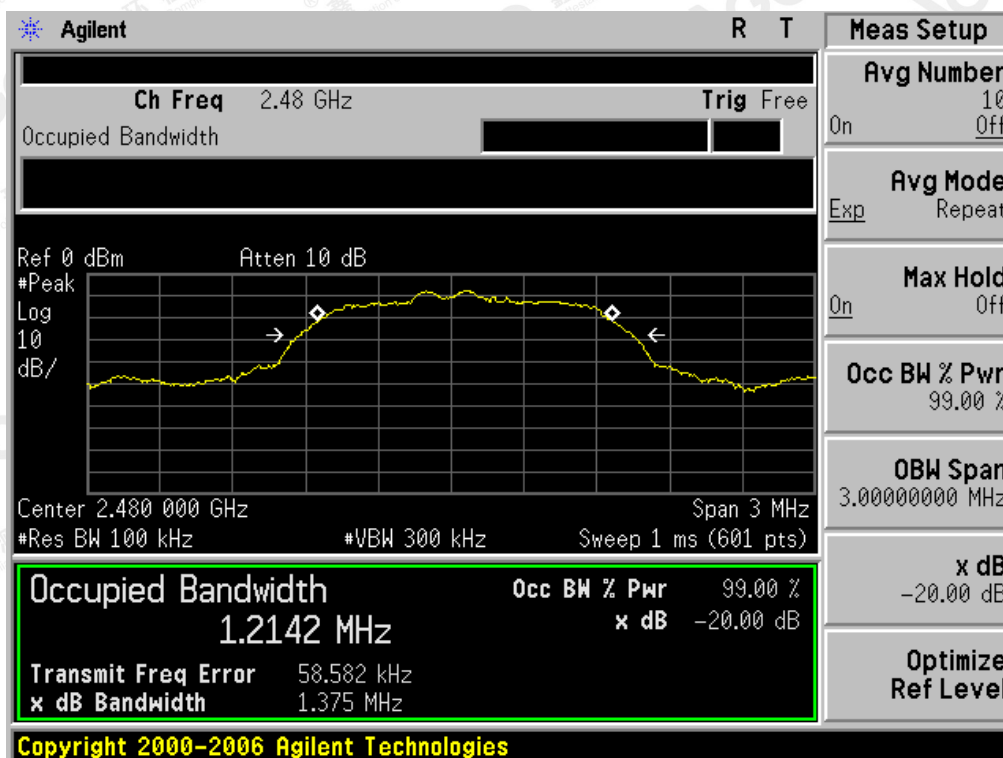 Agilent
R T
Ch Freq 2.48 GHz
Trig Free
Occupied Bandwidth
Ref 0 dBm
Atten 10 dB
#Peak
Log
10
dB/
Center 2.480 000 GHz
Span 3 MHz
#Res BW 100 kHz
#VBW 300 kHz
Sweep 1 ms (601 pts)
Occupied Bandwidth
1.2142 MHz
Occ BW % Pwr 99.00 %
x dB -20.00 dB
Transmit Freq Error 58.582 kHz
x dB Bandwidth 1.375 MHz
Copyright 2000-2006 Agilent Technologies
Meas Setup
Avg Number
10
On Off
Avg Mode
Exp Repeat
Max Hold
On Off
Occ BW % Pwr
99.00 %
OBW Span
3.00000000 MHz
x dB
-20.00 dB
Optimize
Ref Level